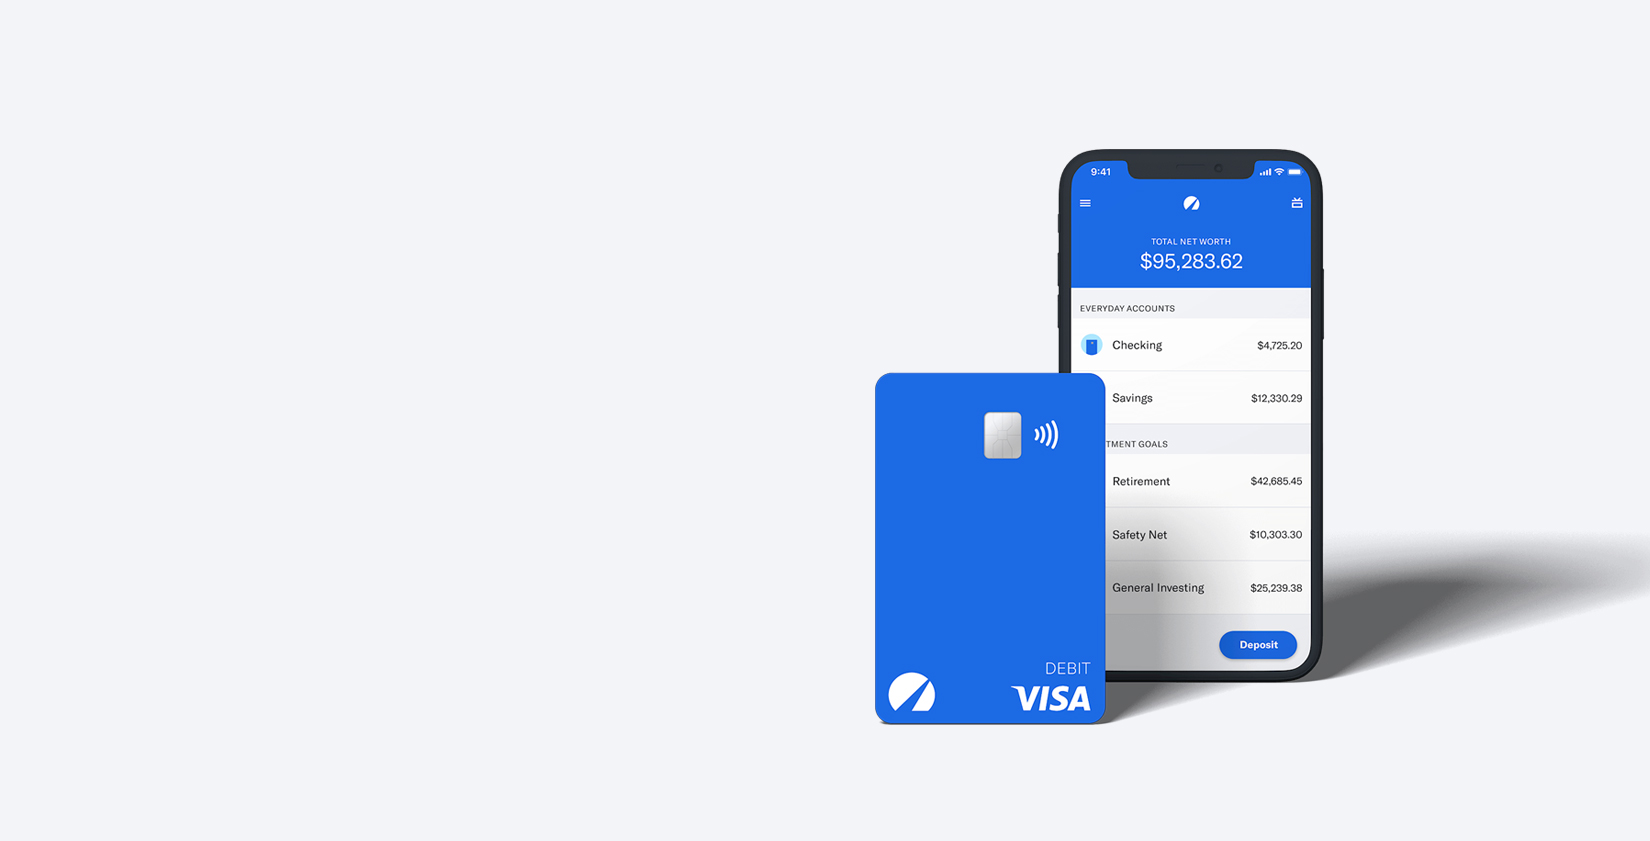 9:41
TOTAL NET WORTH
$95,283.62
EVERYDAY ACCOUNTS
Checking $4,725.20
Savings $12,330.29
TMENT GOALS
Retirement $42,685.45
Safety Net $10,303.30
General Investing $25,239.38
Deposit
DEBIT
VISA